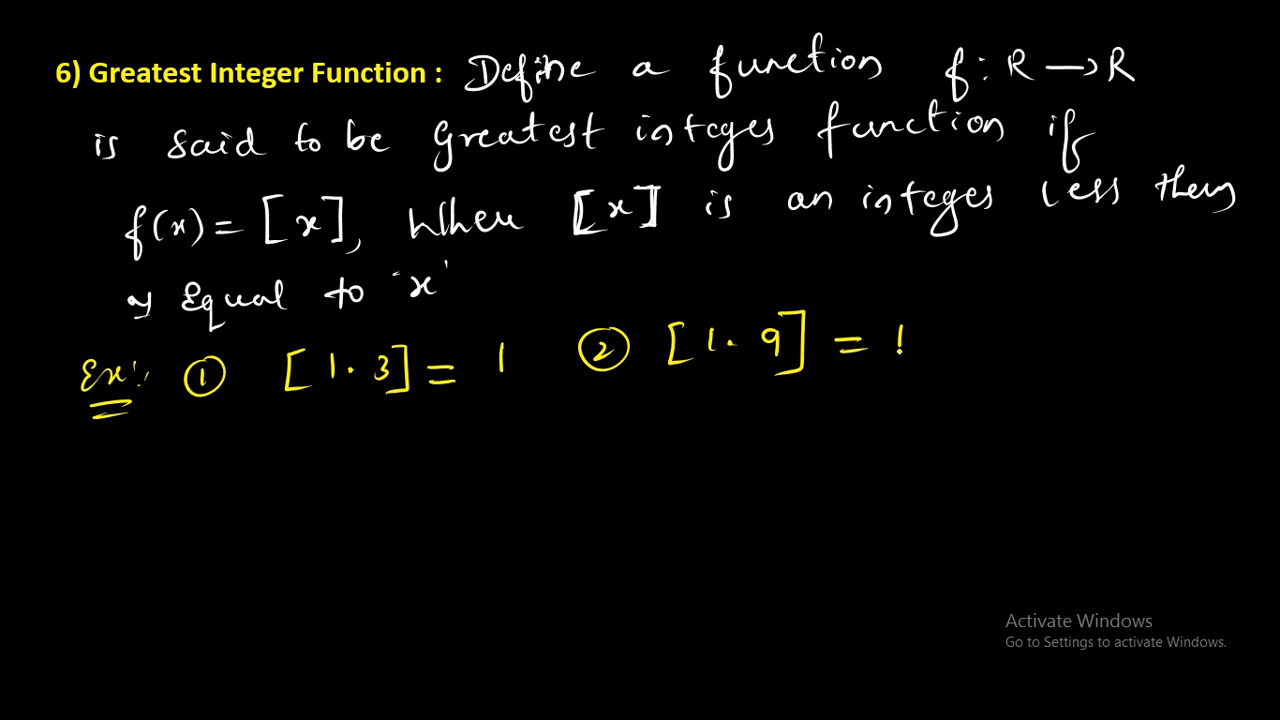 6) Greatest Integer Function : Define a function f: R → R
is said to be Greatest integer function if
f(x) = [x], When [x] is an integer less then
or Equal to 'x'
Ex: ① [1.3] = 1 ② [1.9] = 1
Activate Windows
Go to Settings to activate Windows.